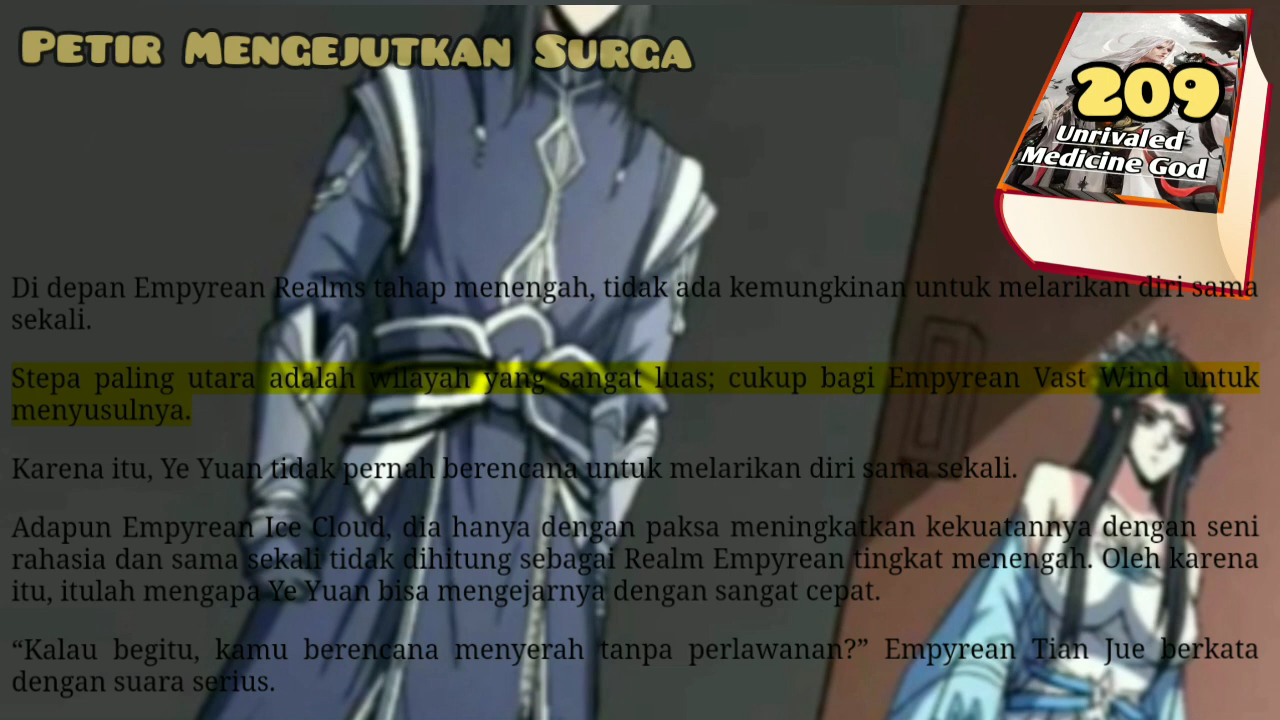 Petir Mengejutkan Surga
209
Unrivaled
Medicine God
Di depan Empyrean Realms tahap menengah, tidak ada kemungkinan untuk melarikan diri sama
sekali.
Stepa paling utara adalah wilayah yang sangat luas; cukup bagi Empyrean Vast Wind untuk
menyusulnya.
Karena itu, Ye Yuan tidak pernah berencana untuk melarikan diri sama sekali.
Adapun Empyrean Ice Cloud, dia hanya dengan paksa meningkatkan kekuatannya dengan seni
rahasia dan sama sekali tidak dihitung sebagai Realm Empyrean tingkat menengah. Oleh karena
itu, itulah mengapa Ye Yuan bisa mengejarnya dengan sangat cepat.
“Kalau begitu, kamu berencana menyerah tanpa perlawanan?” Empyrean Tian Jue berkata
dengan suara serius.